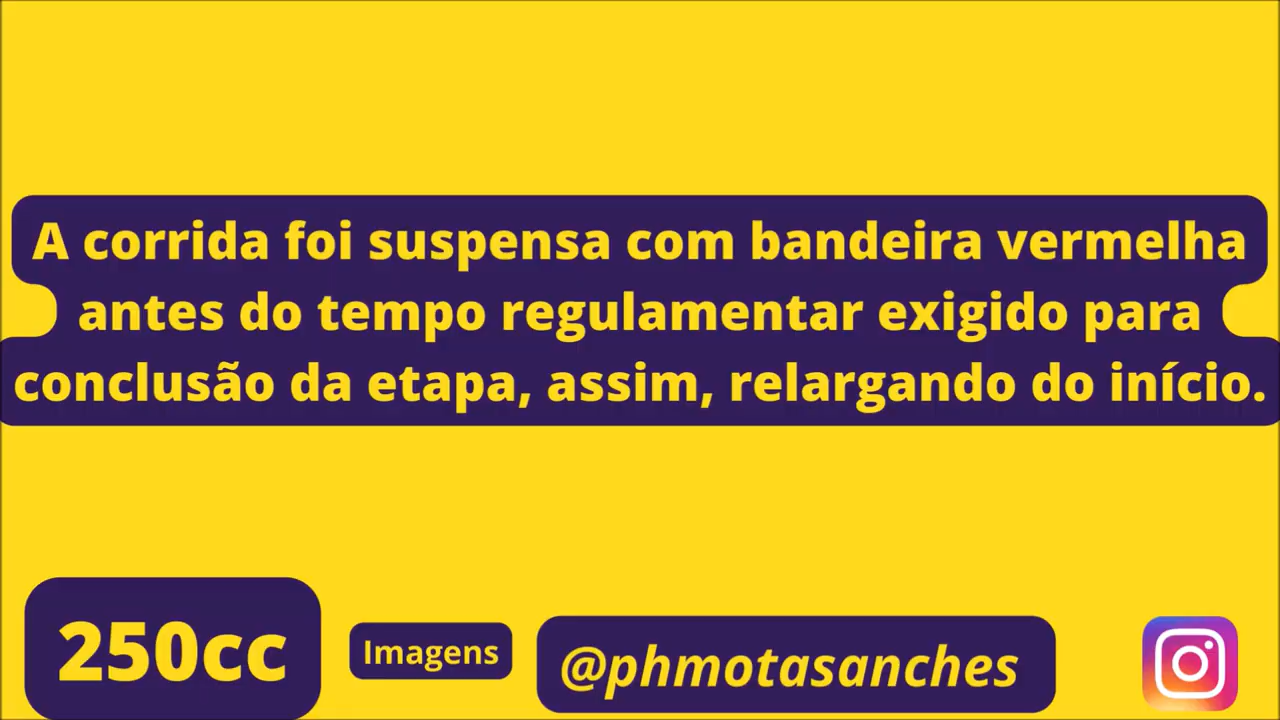 A corrida foi suspensa com bandeira vermelha
antes do tempo regulamentar exigido para
conclusão da etapa, assim, relargando do início.
250cc
Imagens
@phmotasanches